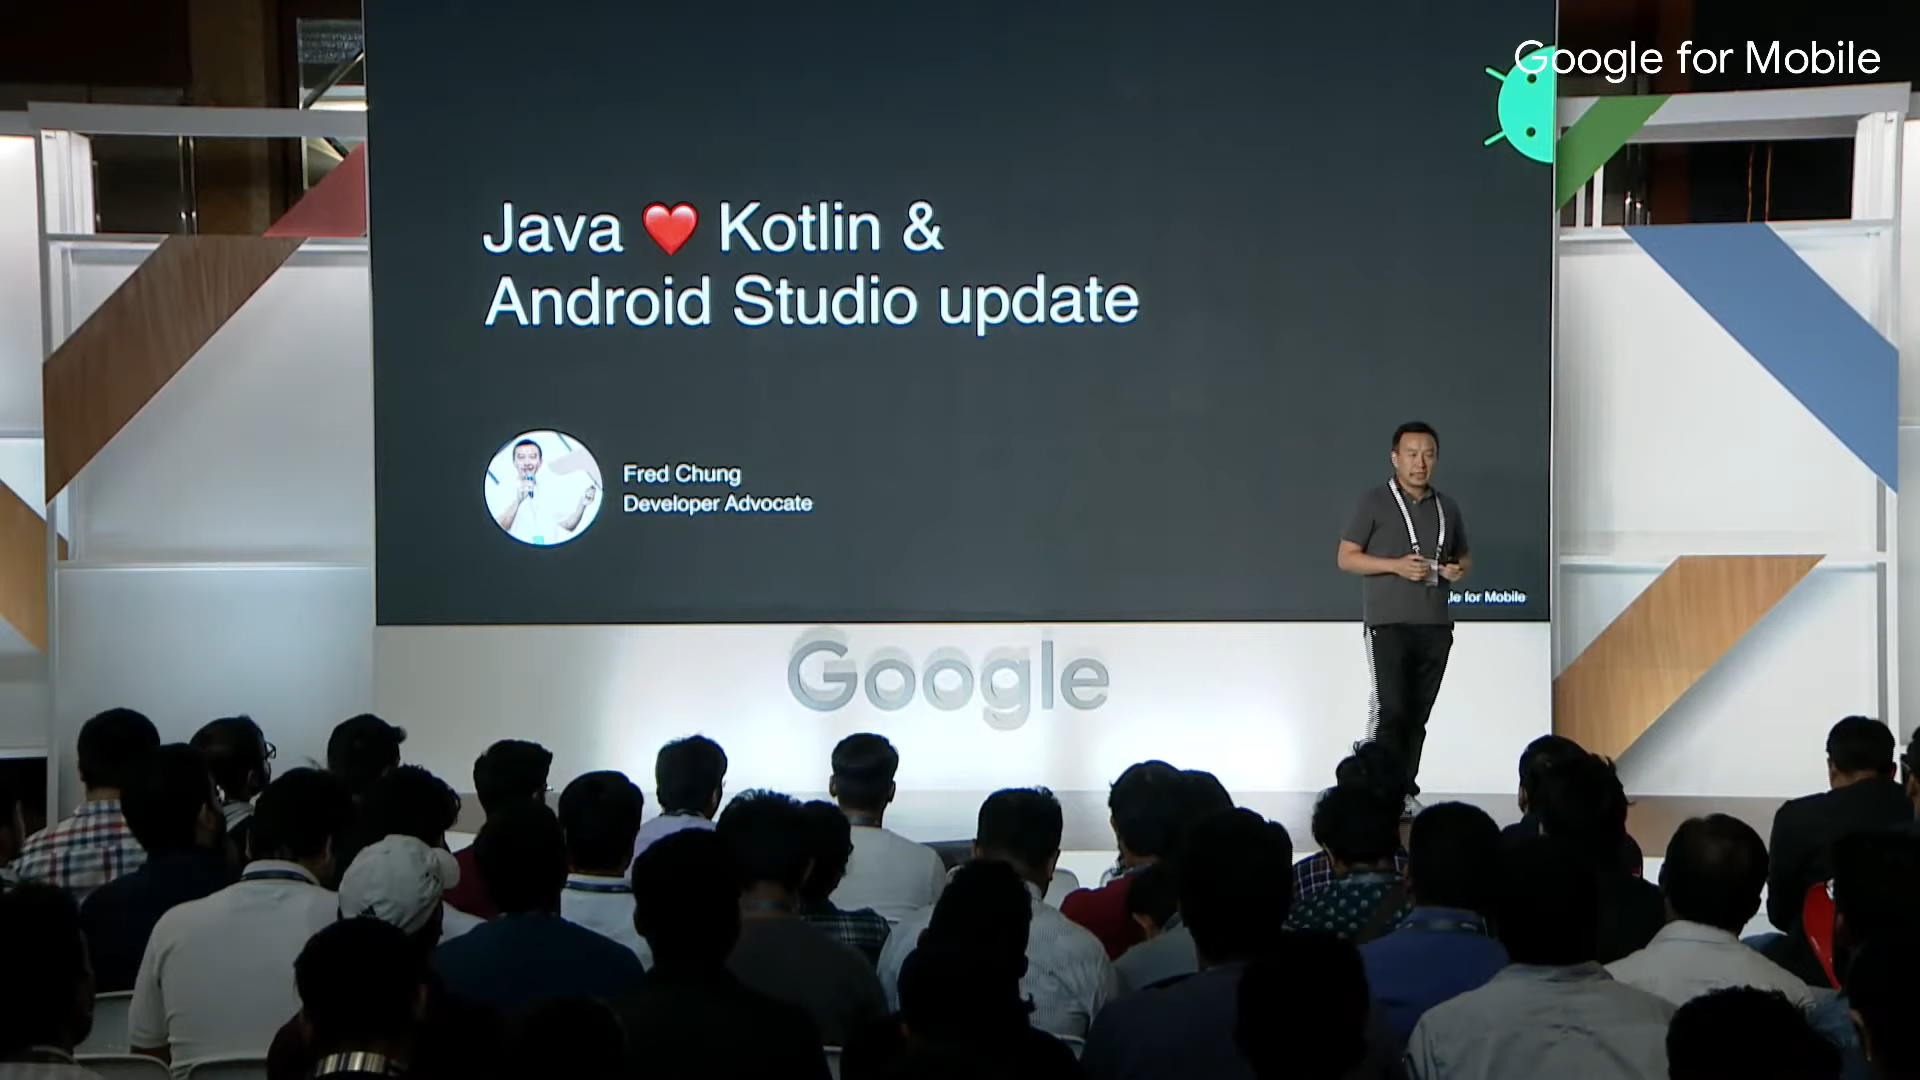 Google for Mobile
Java ❤️ Kotlin &
Android Studio update
Fred Chung
Developer Advocate
le for Mobile
Google